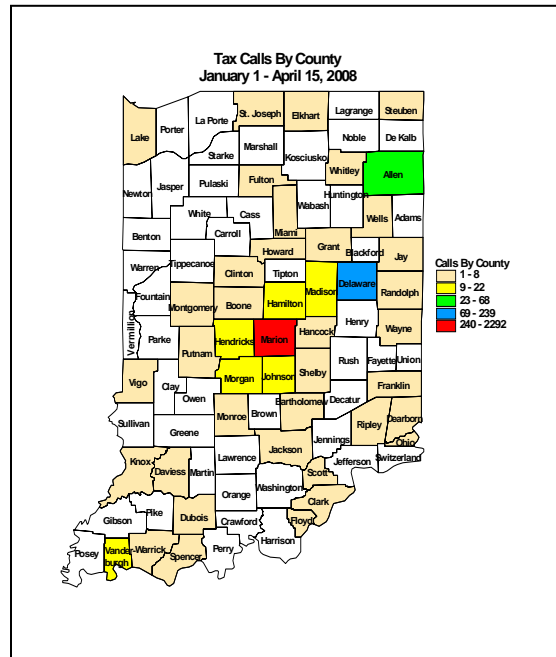 Tax Calls By County
January 1 - April 15, 2008
Lake
Porter
La Porte
St. Joseph
Elkhart
Lagrange
Steuben
Noble
De Kalb
Starke
Marshall
Kosciusko
Whitley
Allen
Newton
Jasper
Pulaski
Fulton
Huntington
Wabash
Miami
Wells
Adams
White
Cass
Carroll
Benton
Grant
Blackford
Jay
Howard
Warren
Tippecanoe
Clinton
Tipton
Madison
Delaware
Randolph
Hamilton
Fountain
Montgomery
Boone
Vermillion
Parke
Putnam
Hendricks
Marion
Hancock
Henry
Wayne
Rush
Fayette
Union
Shelby
Morgan
Johnson
Vigo
Clay
Owen
Franklin
Monroe
Brown
Bartholomew
Decatur
Sullivan
Greene
Ripley
Dearborn
Ohio
Jennings
Jackson
Lawrence
Jefferson
Switzerland
Knox
Daviess
Martin
Scott
Washington
Orange
Clark
Floyd
Gibson
Pike
Dubois
Crawford
Harrison
Posey
Vander-
burgh
Warrick
Spencer
Perry
Calls By County
1 - 8
9 - 22
23 - 68
69 - 239
240 - 2292